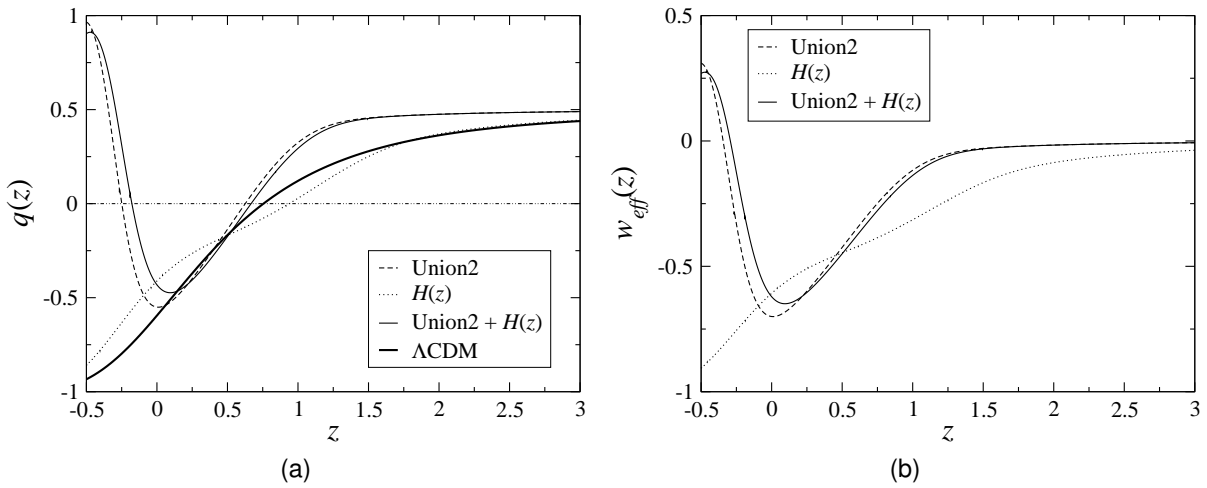 1
0.5
0
-0.5
-1
q(z)
-0.5 0 0.5 1 1.5 2 2.5 3
z
Union2
H(z)
Union2 + H(z)
ΛCDM
(a)
0.5
0
-0.5
-1
w_eff(z)
-0.5 0 0.5 1 1.5 2 2.5 3
z
Union2
H(z)
Union2 + H(z)
(b)